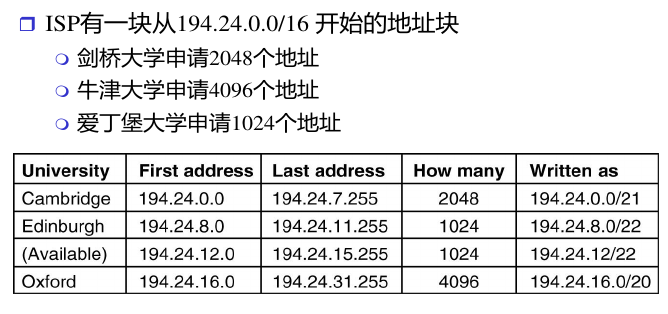 ISP有一块从194.24.0.0/16 开始的地址块
剑桥大学申请2048个地址
牛津大学申请4096个地址
爱丁堡大学申请1024个地址
University First address Last address How many Written as
Cambridge 194.24.0.0 194.24.7.255 2048 194.24.0.0/21
Edinburgh 194.24.8.0 194.24.11.255 1024 194.24.8.0/22
(Available) 194.24.12.0 194.24.15.255 1024 194.24.12/22
Oxford 194.24.16.0 194.24.31.255 4096 194.24.16.0/20